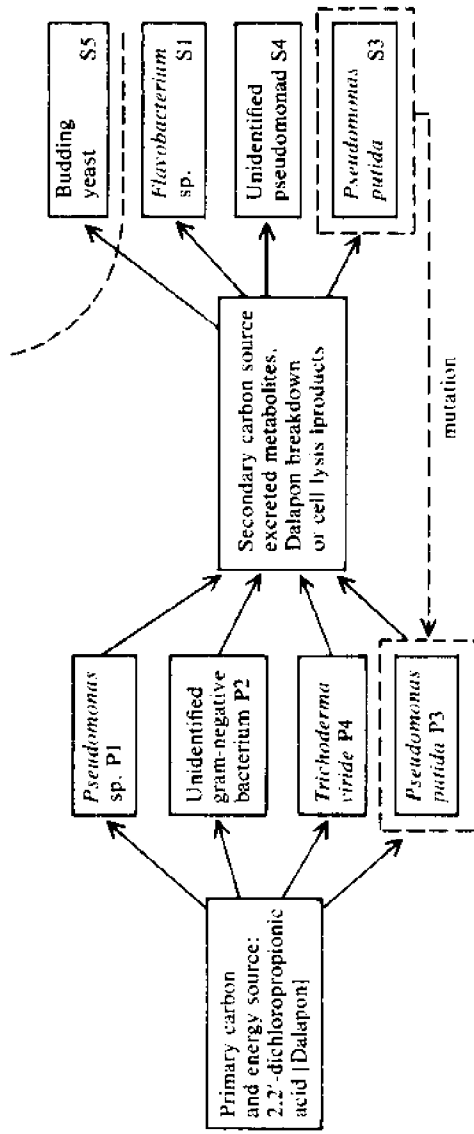 Primary carbon
and energy source:
2.2'-dichloropropionic
acid [Dalapon]
Pseudomonas
sp. P1
Unidentified
gram-negative
bacterium P2
Trichoderma
viride P4
Pseudomonas
putida P3
Secondary carbon source
excreted metabolites,
Dalapon breakdown
or cell lysis iproducts
Budding
yeast S5
Flavobacterium
sp. S1
Unidentified
pseudomonad S4
Pseudomonas
putida S3
mutation